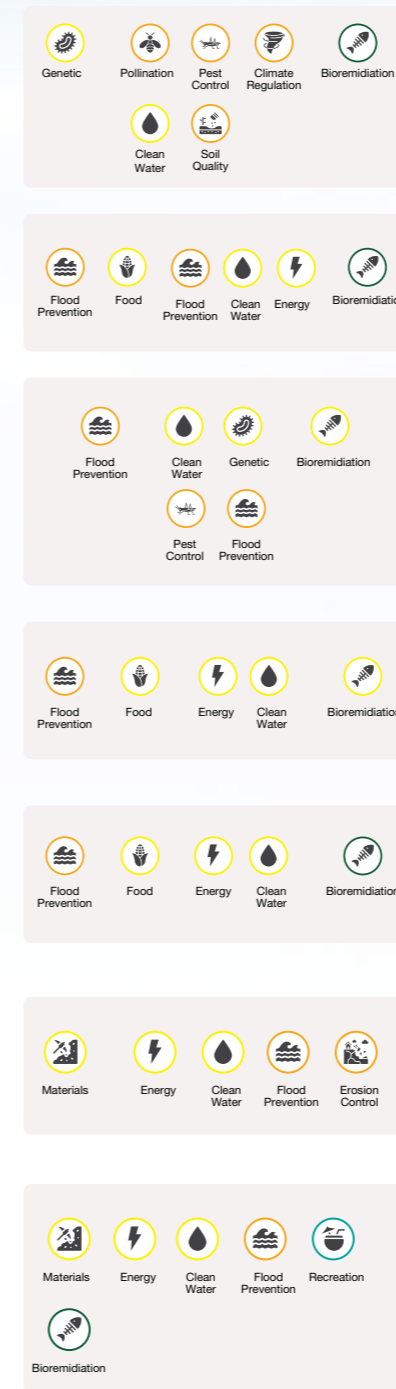 Genetic
Pollination
Pest
Control
Climate
Regulation
Bioremidiation
Clean
Water
Soil
Quality
Flood
Prevention
Food
Flood
Prevention
Clean
Water
Energy
Bioremidiatio
Flood
Prevention
Clean
Water
Genetic
Bioremidiation
Pest
Control
Flood
Prevention
Flood
Prevention
Food
Energy
Clean
Water
Bioremidiation
Flood
Prevention
Food
Energy
Clean
Water
Bioremidiation
Materials
Energy
Clean
Water
Flood
Prevention
Erosion
Control
Materials
Energy
Clean
Water
Flood
Prevention
Recreation
Bioremidiation